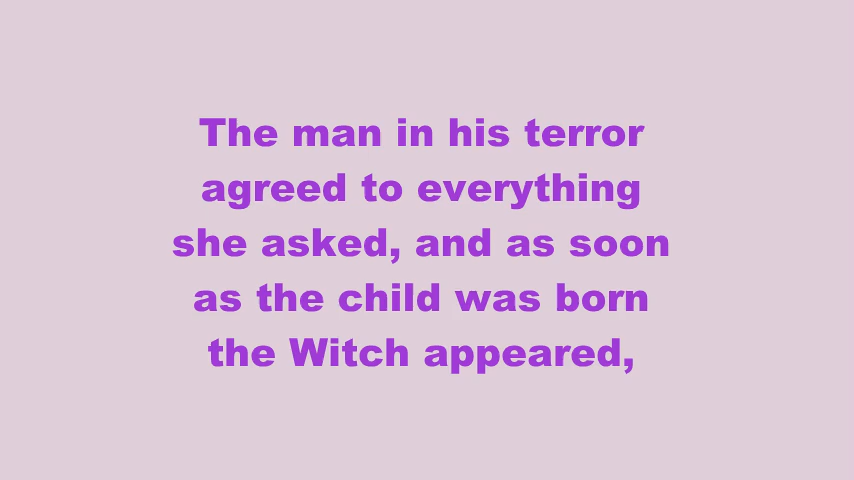 The man in his terror
agreed to everything
she asked, and as soon
as the child was born
the Witch appeared,